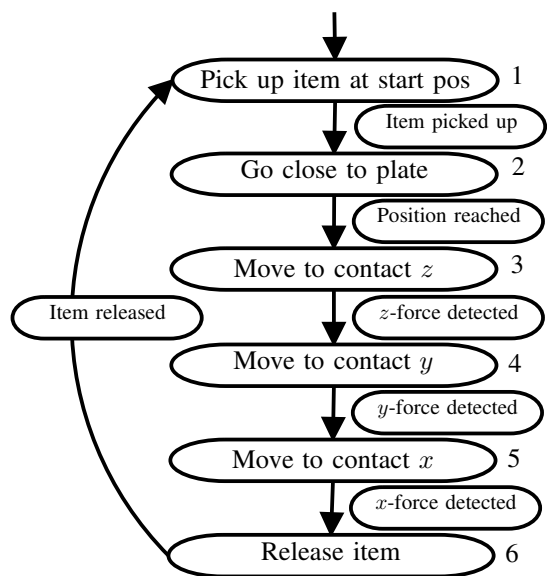 Pick up item at start pos 1
Item picked up
Go close to plate 2
Position reached
Move to contact z 3
Item released
z-force detected
Move to contact y 4
y-force detected
Move to contact x 5
x-force detected
Release item 6